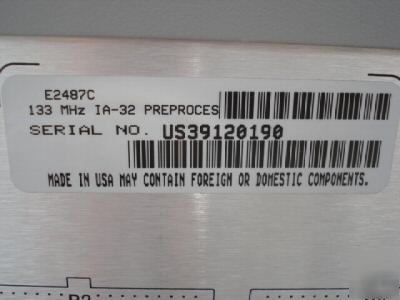 E2487C
133 MHz IA-32 PREPROCES
SERIAL NO. US39120190
MADE IN USA MAY CONTAIN FOREIGN OR DOMESTIC COMPONENTS.